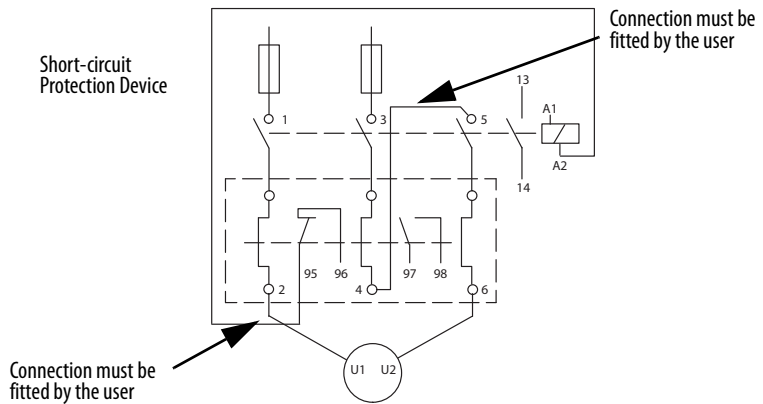 Connection must be
fitted by the user
Short-circuit
Protection Device
13
A1
1
3
5
A2
14
95
96
97
98
2
4
6
Connection must be
fitted by the user
U1 U2